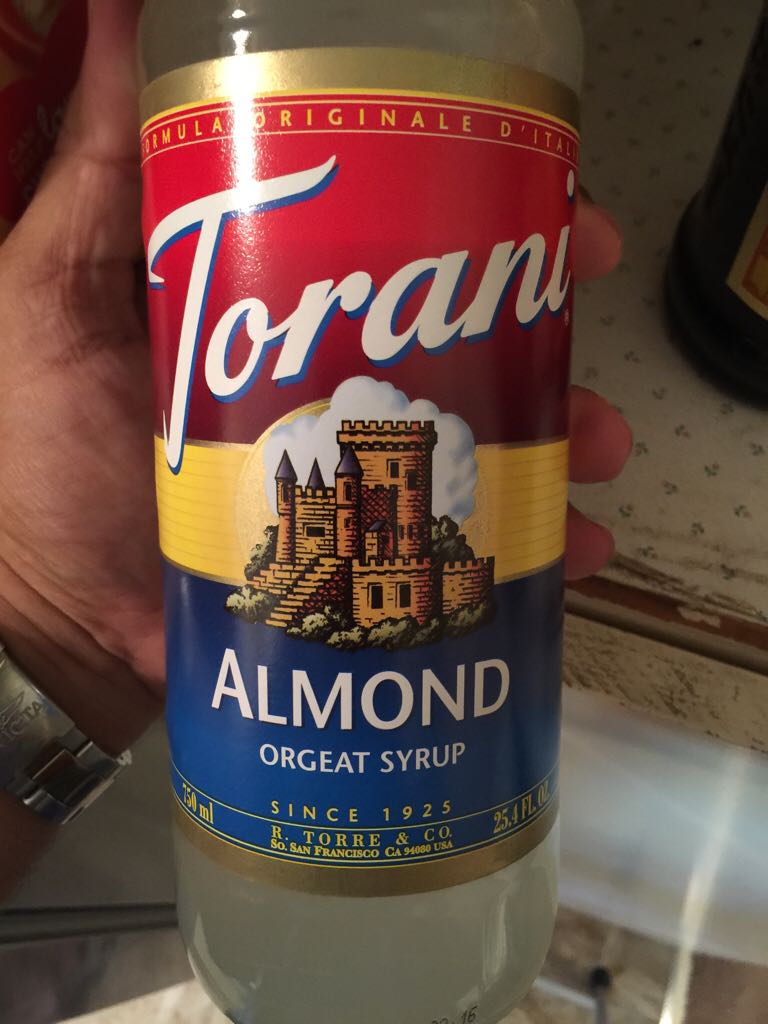 FORMULA ORIGINALE D'ITALI
Torani
ALMOND
ORGEAT SYRUP
750 ml
SINCE 1925
25.4 FL. Oz.
R. TORRE & CO.
SO. SAN FRANCISCO CA 94080 USA